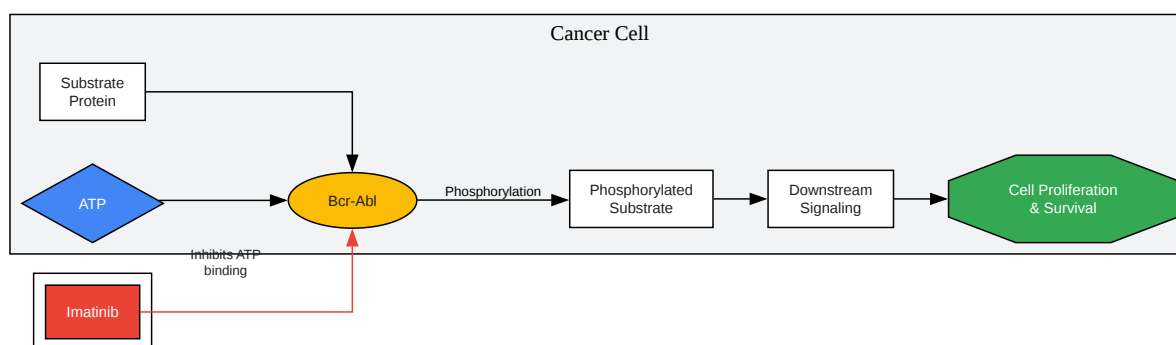 Cancer Cell
Substrate
Protein
ATP
Bcr-Abl
Phosphorylation
Phosphorylated
Substrate
Downstream
Signaling
Cell Proliferation
& Survival
Inhibits ATP
binding
Imatinib